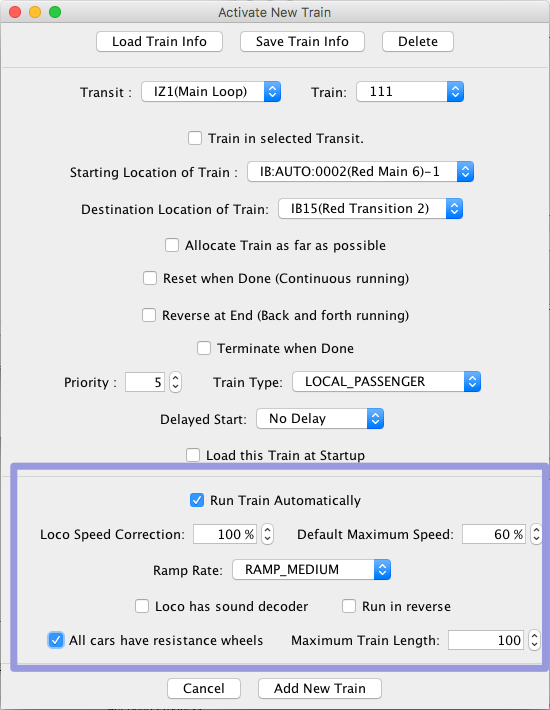 Activate New Train
Load Train Info Save Train Info Delete
Transit : IZ1(Main Loop) Train: 111
Train in selected Transit.
Starting Location of Train : IB:AUTO:0002(Red Main 6)-1
Destination Location of Train: IB15(Red Transition 2)
Allocate Train as far as possible
Reset when Done (Continuous running)
Reverse at End (Back and forth running)
Terminate when Done
Priority : 5 Train Type: LOCAL_PASSENGER
Delayed Start: No Delay
Load this Train at Startup
Run Train Automatically
Loco Speed Correction: 100 % Default Maximum Speed: 60 %
Ramp Rate: RAMP_MEDIUM
Loco has sound decoder Run in reverse
All cars have resistance wheels Maximum Train Length: 100
Cancel Add New Train